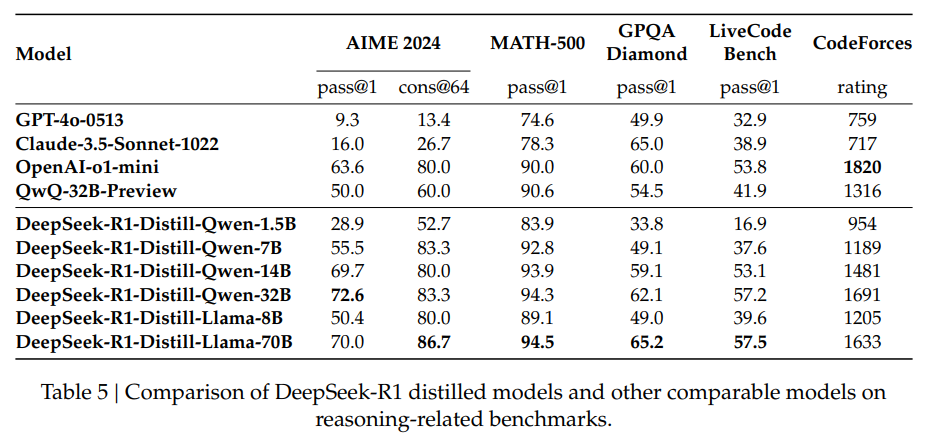 Model AIME 2024 MATH-500 GPQA Diamond LiveCode Bench CodeForces
pass@1 cons@64 pass@1 pass@1 pass@1 rating
GPT-4o-0513 9.3 13.4 74.6 49.9 32.9 759
Claude-3.5-Sonnet-1022 16.0 26.7 78.3 65.0 38.9 717
OpenAI-o1-mini 63.6 80.0 90.0 60.0 53.8 1820
QwQ-32B-Preview 50.0 60.0 90.6 54.5 41.9 1316
DeepSeek-R1-Distill-Qwen-1.5B 28.9 52.7 83.9 33.8 16.9 954
DeepSeek-R1-Distill-Qwen-7B 55.5 83.3 92.8 49.1 37.6 1189
DeepSeek-R1-Distill-Qwen-14B 69.7 80.0 93.9 59.1 53.1 1481
DeepSeek-R1-Distill-Qwen-32B 72.6 83.3 94.3 62.1 57.2 1691
DeepSeek-R1-Distill-Llama-8B 50.4 80.0 89.1 49.0 39.6 1205
DeepSeek-R1-Distill-Llama-70B 70.0 86.7 94.5 65.2 57.5 1633
Table 5 | Comparison of DeepSeek-R1 distilled models and other comparable models on
reasoning-related benchmarks.